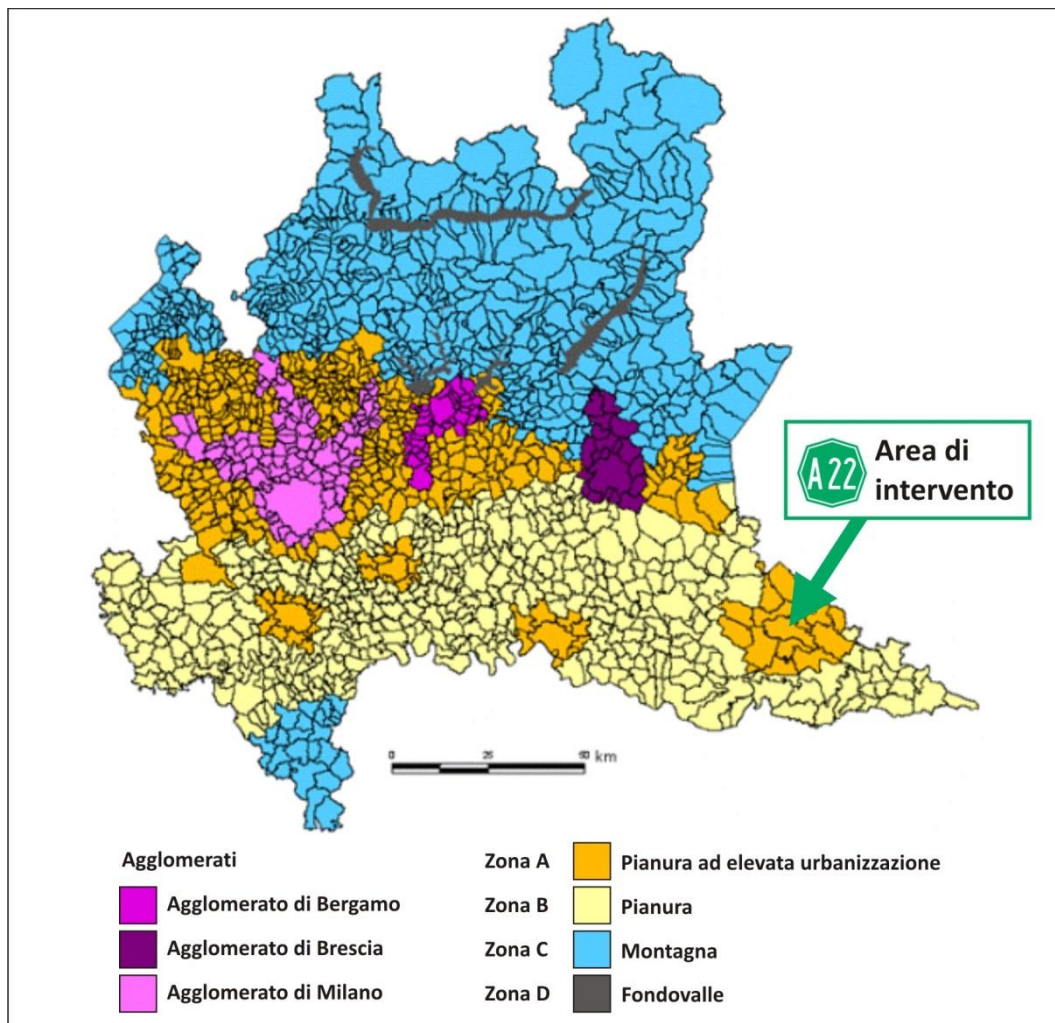 A22
Area di
intervento
0 25 50 km
Agglomerati
Agglomerato di Bergamo
Agglomerato di Brescia
Agglomerato di Milano
Zona A Pianura ad elevata urbanizzazione
Zona B Pianura
Zona C Montagna
Zona D Fondovalle